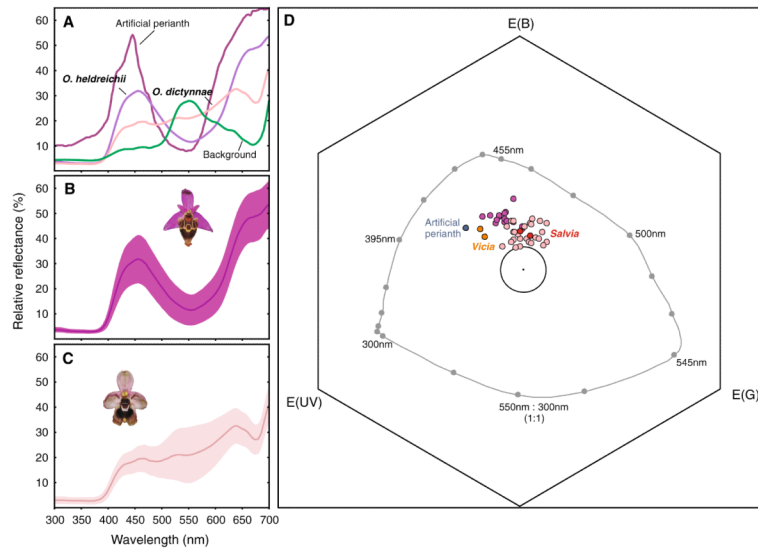 A
Artificial perianth
O. heldreichii
O. dictynnae
Background
60
50
40
30
20
10
B
60
50
40
30
20
10
C
60
50
40
30
20
10
Relative reflectance (%)
300 350 400 450 500 550 600 650 700
Wavelength (nm)
D
E(B)
455nm
500nm
395nm
Artificial
perianth
Vicia
Salvia
300nm
545nm
550nm : 300nm
(1:1)
E(UV)
E(G)